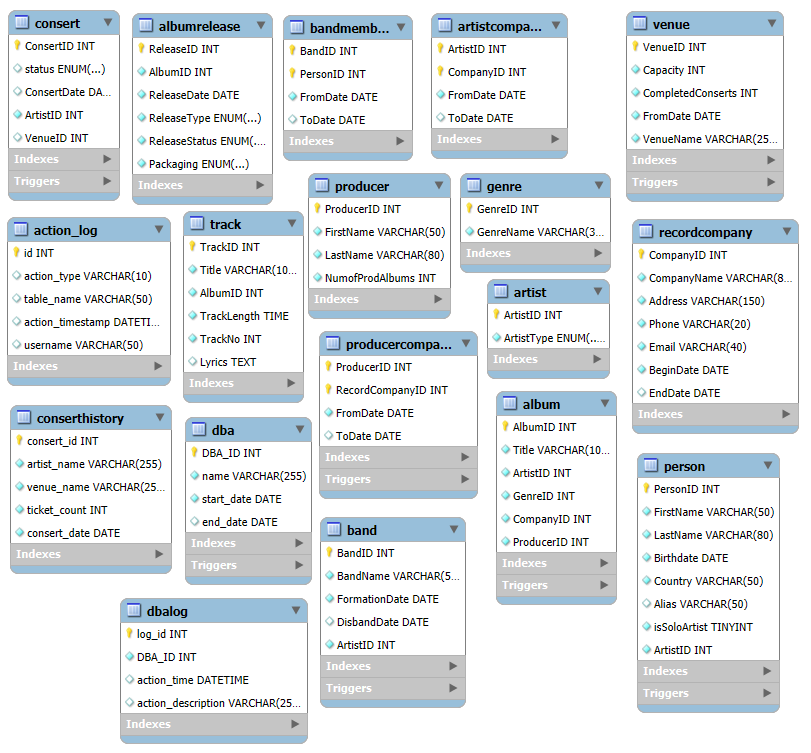 consert
ConsertID INT
status ENUM(...)
ConsertDate DA...
ArtistID INT
VenueID INT
Indexes
Triggers
albumrelease
ReleaseID INT
AlbumID INT
ReleaseDate DATE
ReleaseType ENUM(...)
ReleaseStatus ENUM(...
Packaging ENUM(...)
Indexes
bandmemb...
BandID INT
PersonID INT
FromDate DATE
ToDate DATE
Indexes
artistcompa...
ArtistID INT
CompanyID INT
FromDate DATE
ToDate DATE
Indexes
venue
VenueID INT
Capacity INT
CompletedConserts INT
FromDate DATE
VenueName VARCHAR(25...
Indexes
Triggers
action_log
id INT
action_type VARCHAR(10)
table_name VARCHAR(50)
action_timestamp DATETI...
username VARCHAR(50)
Indexes
track
TrackID INT
Title VARCHAR(10...
AlbumID INT
TrackLength TIME
TrackNo INT
Lyrics TEXT
Indexes
producer
ProducerID INT
FirstName VARCHAR(50)
LastName VARCHAR(80)
NumofProdAlbums INT
Indexes
genre
GenreID INT
GenreName VARCHAR(3...
Indexes
recordcompany
CompanyID INT
CompanyName VARCHAR(8...
Address VARCHAR(150)
Phone VARCHAR(20)
Email VARCHAR(40)
BeginDate DATE
EndDate DATE
Indexes
artist
ArtistID INT
ArtistType ENUM(...
Indexes
producercompa...
ProducerID INT
RecordCompanyID INT
FromDate DATE
ToDate DATE
Indexes
Triggers
conserthistory
consert_id INT
artist_name VARCHAR(255)
venue_name VARCHAR(25...
ticket_count INT
consert_date DATE
Indexes
dba
DBA_ID INT
name VARCHAR(255)
start_date DATE
end_date DATE
Indexes
Triggers
album
AlbumID INT
Title VARCHAR(10...
ArtistID INT
GenreID INT
CompanyID INT
ProducerID INT
Indexes
Triggers
person
PersonID INT
FirstName VARCHAR(50)
LastName VARCHAR(80)
Birthdate DATE
Country VARCHAR(50)
Alias VARCHAR(50)
isSoloArtist TINYINT
ArtistID INT
Indexes
Triggers
band
BandID INT
BandName VARCHAR(5...
FormationDate DATE
DisbandDate DATE
ArtistID INT
Indexes
Triggers
dbalog
log_id INT
DBA_ID INT
action_time DATETIME
action_description VARCHAR(25...
Indexes